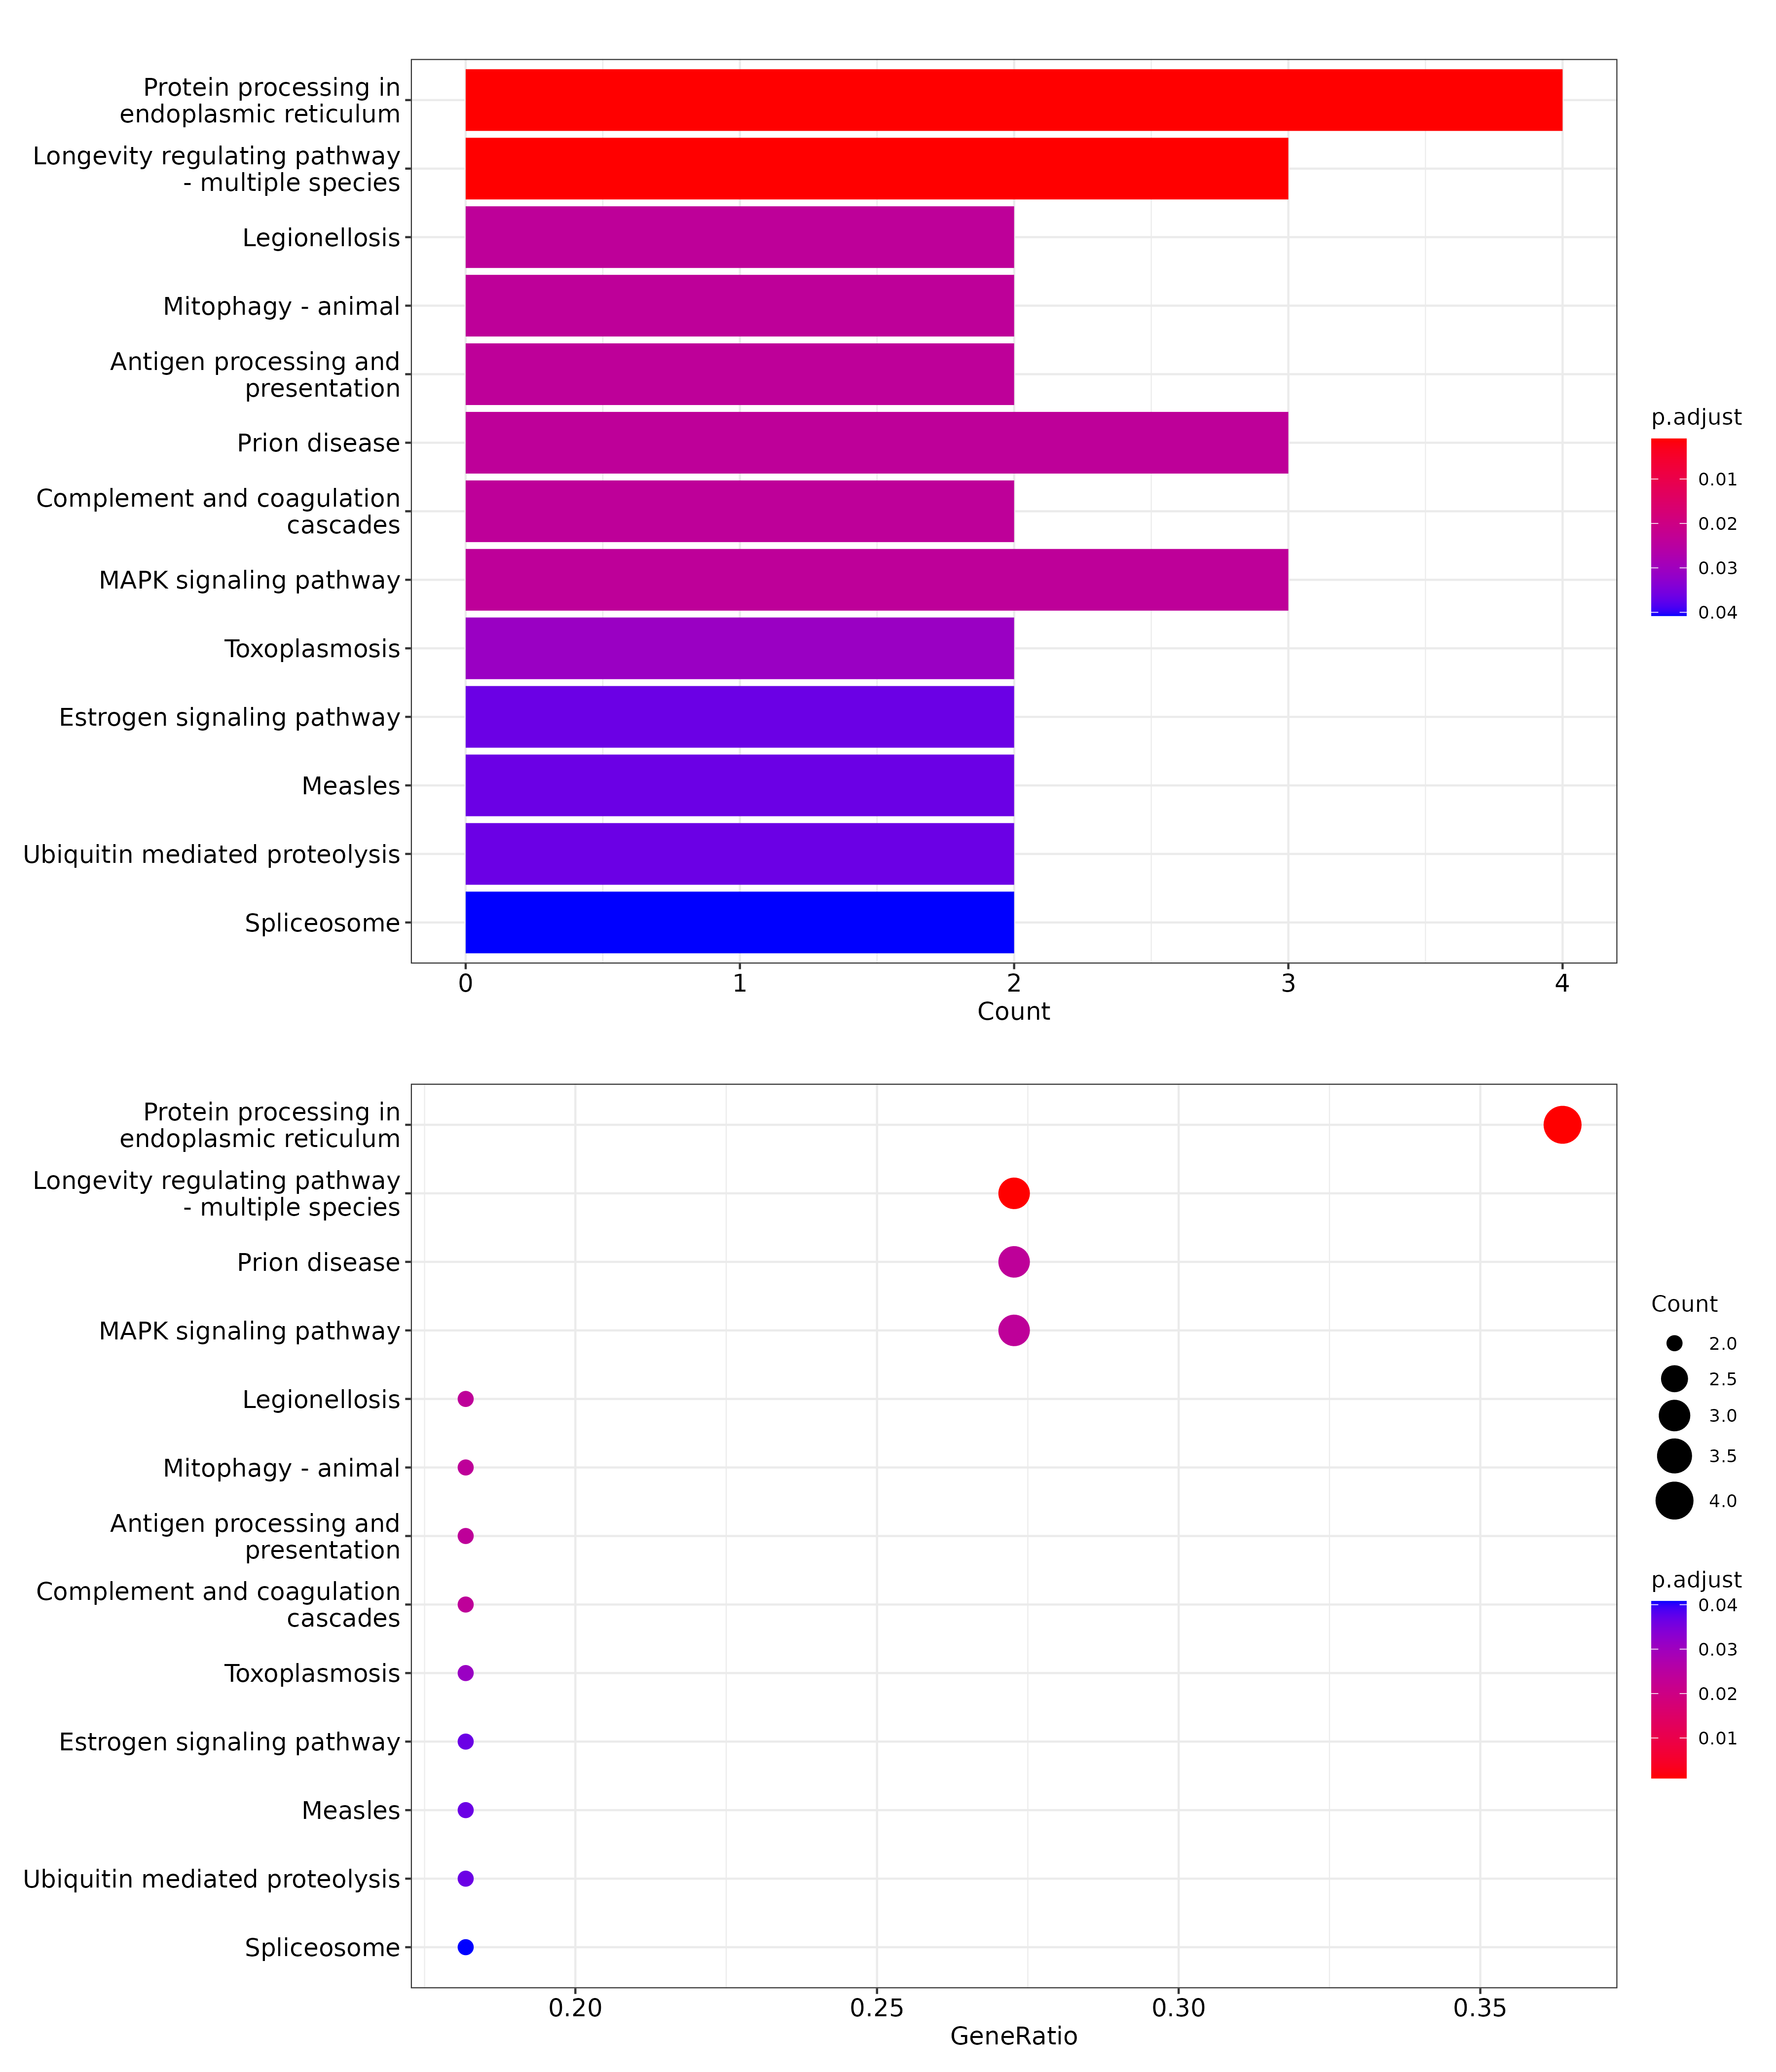 Protein processing in
endoplasmic reticulum
Longevity regulating pathway
- multiple species
Legionellosis
Mitophagy - animal
Antigen processing and
presentation
Prion disease
Complement and coagulation
cascades
MAPK signaling pathway
Toxoplasmosis
Estrogen signaling pathway
Measles
Ubiquitin mediated proteolysis
Spliceosome
0 1 2 3 4
Count
p.adjust
0.01
0.02
0.03
0.04
Protein processing in
endoplasmic reticulum
Longevity regulating pathway
- multiple species
Prion disease
MAPK signaling pathway
Legionellosis
Mitophagy - animal
Antigen processing and
presentation
Complement and coagulation
cascades
Toxoplasmosis
Estrogen signaling pathway
Measles
Ubiquitin mediated proteolysis
Spliceosome
0.20 0.25 0.30 0.35
GeneRatio
Count
2.0
2.5
3.0
3.5
4.0
p.adjust
0.04
0.03
0.02
0.01